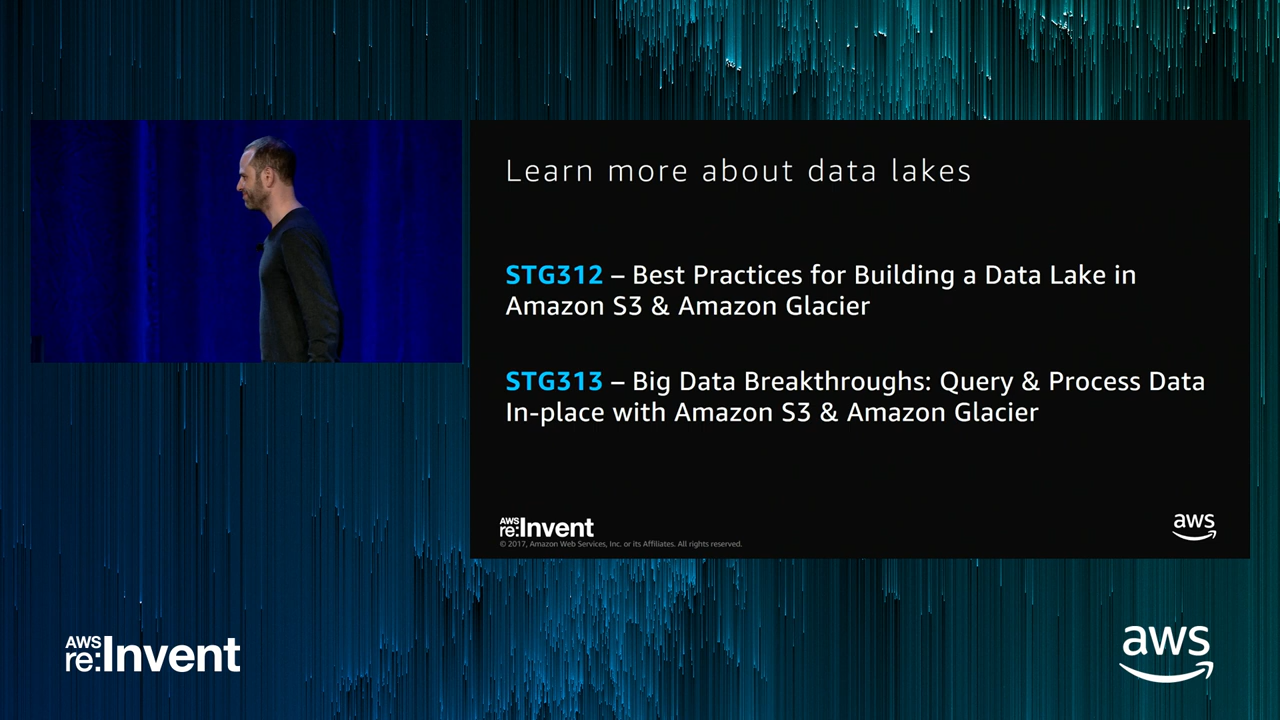 Learn more about data lakes
STG312 – Best Practices for Building a Data Lake in
Amazon S3 & Amazon Glacier
STG313 – Big Data Breakthroughs: Query & Process Data
In-place with Amazon S3 & Amazon Glacier
AWS
re:Invent
© 2017, Amazon Web Services, Inc. or its Affiliates. All rights reserved.
aws
AWS
re:Invent
aws